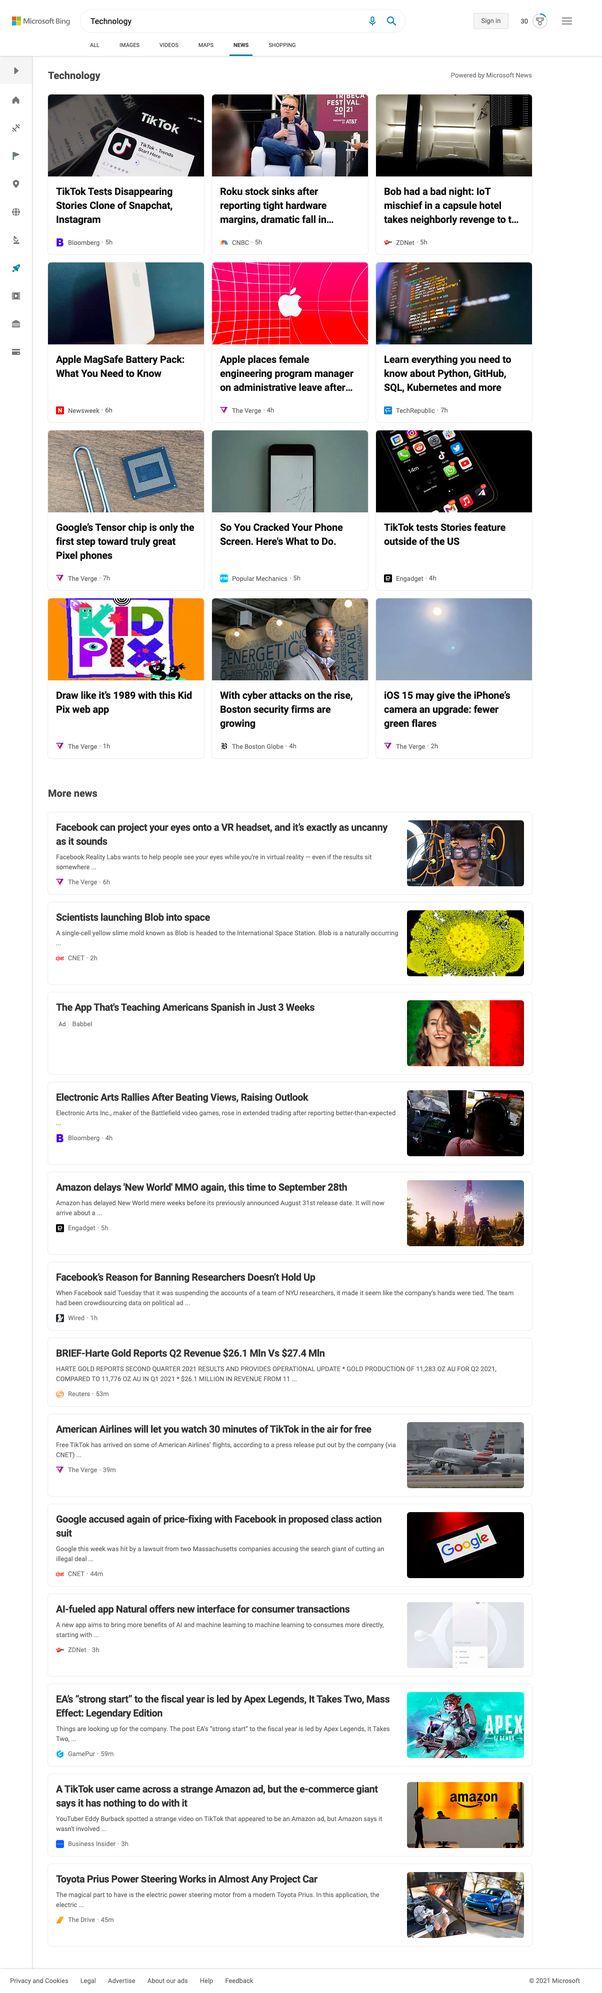 Microsoft Bing
Technology
Sign in
30
ALL
IMAGES
VIDEOS
MAPS
NEWS
SHOPPING
Technology
Powered by Microsoft News
TikTok
TikTok - Trends
Start Here
TRIBECA
FESTIVAL
21
AT&T
TikTok Tests Disappearing
Stories Clone of Snapchat,
Instagram
Bloomberg · 5h
Roku stock sinks after
reporting tight hardware
margins, dramatic fall in...
CNBC · 5h
Bob had a bad night: IoT
mischief in a capsule hotel
takes neighborly revenge to t...
ZDNet · 5h
Apple MagSafe Battery Pack:
What You Need to Know
Newsweek · 6h
Apple places female
engineering program manager
on administrative leave after...
The Verge · 4h
Learn everything you need to
know about Python, GitHub,
SQL, Kubernetes and more
TechRepublic · 7h
Google's Tensor chip is only the
first step toward truly great
Pixel phones
The Verge · 7h
So You Cracked Your Phone
Screen. Here's What to Do.
Popular Mechanics · 5h
TikTok tests Stories feature
outside of the US
Engadget · 4h
KID
PIX
ENERGETIC
ADAPTABLE
Draw like it's 1989 with this Kid
Pix web app
The Verge · 1h
With cyber attacks on the rise,
Boston security firms are
growing
The Boston Globe · 4h
iOS 15 may give the iPhone's
camera an upgrade: fewer
green flares
The Verge · 2h
More news
Facebook can project your eyes onto a VR headset, and it's exactly as uncanny
as it sounds
Facebook Reality Labs wants to help people see your eyes while you're in virtual reality — even if the results sit
somewhere ...
The Verge · 6h
Scientists launching Blob into space
A single-cell yellow slime mold known as Blob is headed to the International Space Station. Blob is a naturally occurring
...
CNET · 2h
The App That's Teaching Americans Spanish in Just 3 Weeks
Ad Babbel
Electronic Arts Rallies After Beating Views, Raising Outlook
Electronic Arts Inc., maker of the Battlefield video games, rose in extended trading after reporting better-than-expected
...
Bloomberg · 4h
Amazon delays 'New World' MMO again, this time to September 28th
Amazon has delayed New World mere weeks before its previously announced August 31st release date. It will now
arrive about a ...
Engadget · 5h
Facebook's Reason for Banning Researchers Doesn't Hold Up
When Facebook said Tuesday that it was suspending the accounts of a team of NYU researchers, it made it seem like the company's hands were tied. The team
had been crowdsourcing data on political ad ...
Wired · 1h
BRIEF-Harte Gold Reports Q2 Revenue $26.1 Mln Vs $27.4 Mln
HARTE GOLD REPORTS SECOND QUARTER 2021 RESULTS AND PROVIDES OPERATIONAL UPDATE * GOLD PRODUCTION OF 11,283 OZ AU FOR Q2 2021,
COMPARED TO 11,776 OZ AU IN Q1 2021 * $26.1 MILLION IN REVENUE FROM 11 ...
Reuters · 53m
American Airlines will let you watch 30 minutes of TikTok in the air for free
Free TikTok has arrived on some of American Airlines' flights, according to a press release put out by the company (via
CNET) ...
The Verge · 39m
Google accused again of price-fixing with Facebook in proposed class action
suit
Google this week was hit by a lawsuit from two Massachusetts companies accusing the search giant of cutting an
illegal deal ...
CNET · 44m
Google
AI-fueled app Natural offers new interface for consumer transactions
A new app aims to bring more benefits of AI and machine learning to machine learning to consumes more directly,
starting with ...
ZDNet · 3h
EA's "strong start" to the fiscal year is led by Apex Legends, It Takes Two, Mass
Effect: Legendary Edition
Things are looking up for the company. The post EA's "strong start" to the fiscal year is led by Apex Legends, It Takes
Two, ...
GamePur · 59m
APEX
A TikTok user came across a strange Amazon ad, but the e-commerce giant
says it has nothing to do with it
YouTuber Eddy Burback spotted a strange video on TikTok that appeared to be an Amazon ad, but Amazon says it
wasn't involved ...
Business Insider · 3h
amazon
Toyota Prius Power Steering Works in Almost Any Project Car
The magical part to have is the electric power steering motor from a modern Toyota Prius. In this application, the
electric ...
The Drive · 45m
Privacy and Cookies
Legal
Advertise
About our ads
Help
Feedback
© 2021 Microsoft